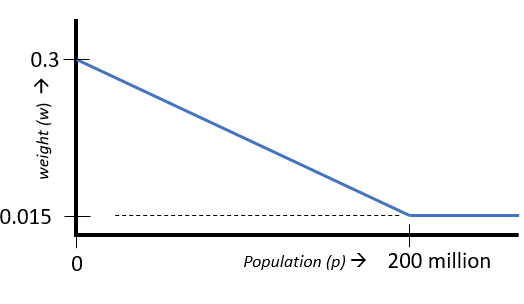 0.3
weight (w) →
0.015
0
Population (p) →
200 million